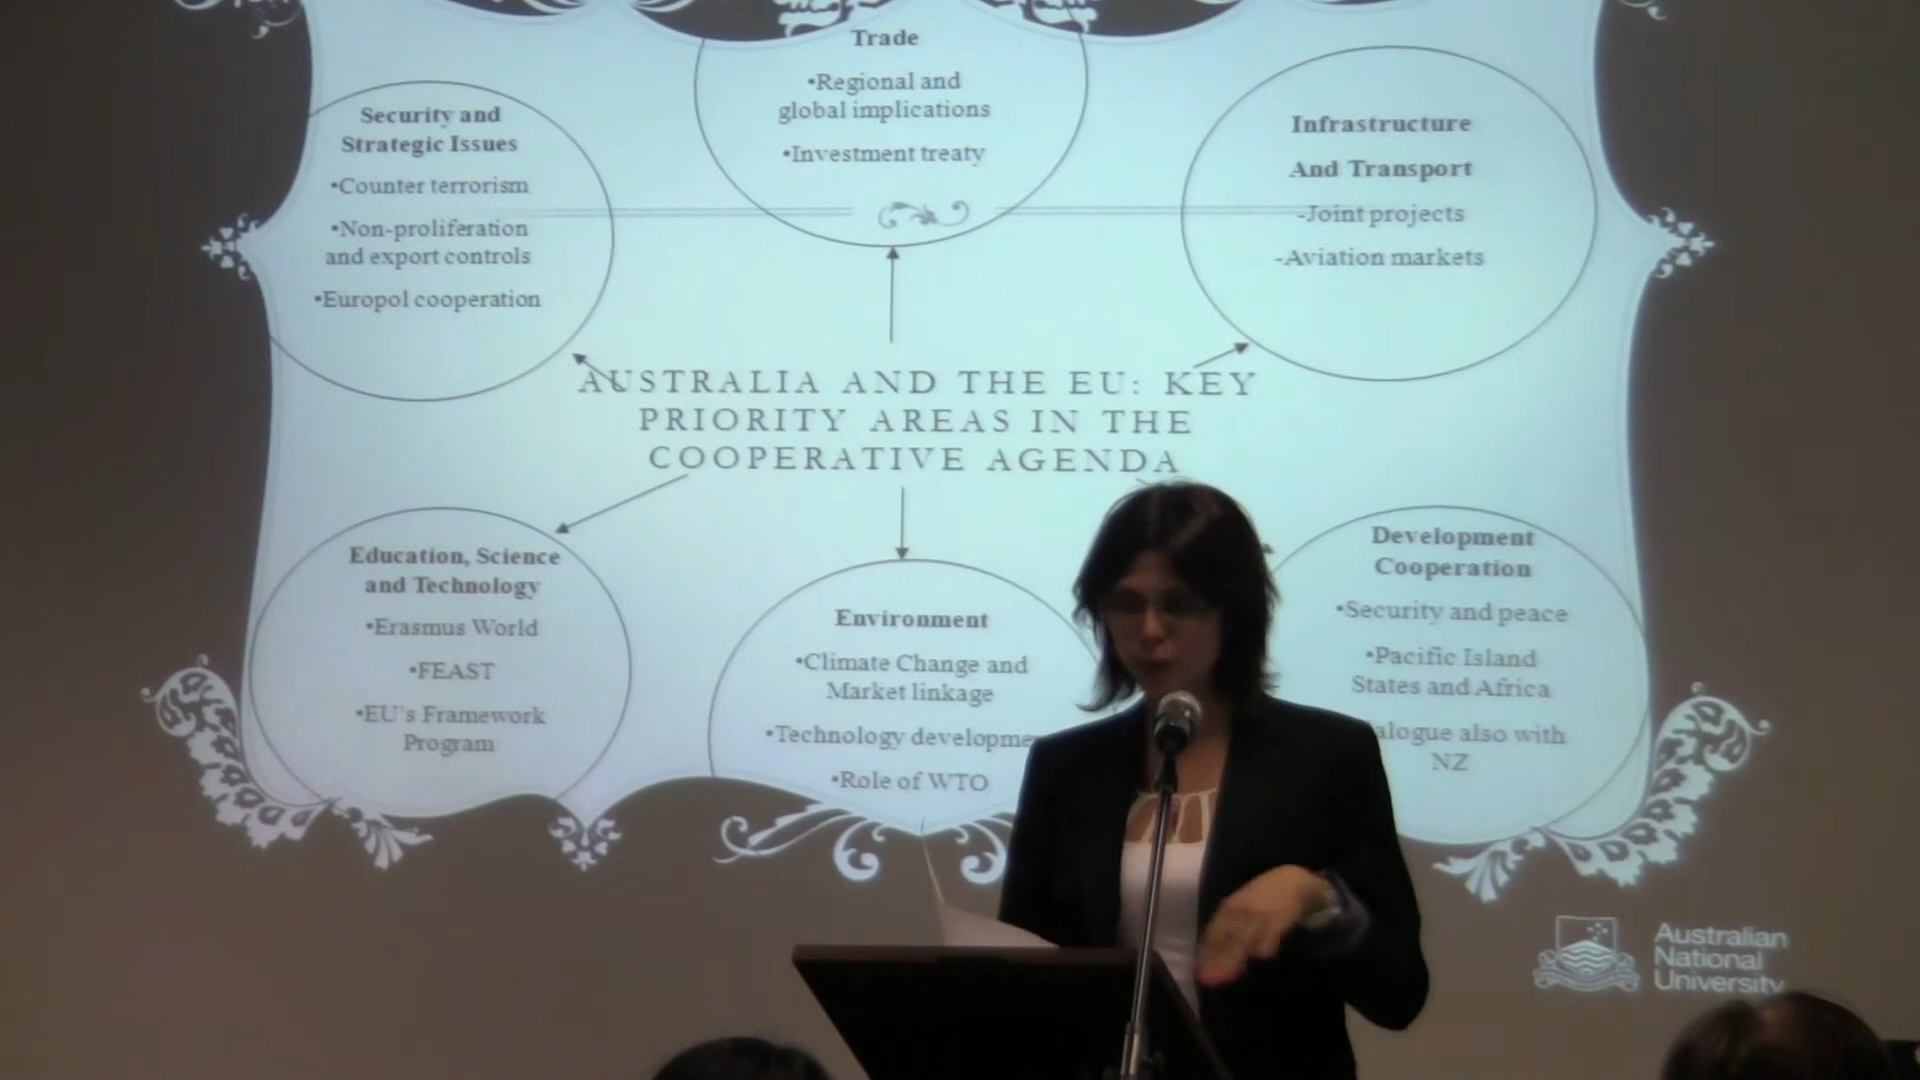 Trade
•Regional and
global implications
•Investment treaty
Security and
Strategic Issues
•Counter terrorism
•Non-proliferation
and export controls
•Europol cooperation
Infrastructure
And Transport
-Joint projects
-Aviation markets
AUSTRALIA AND THE EU: KEY
PRIORITY AREAS IN THE
COOPERATIVE AGENDA
Education, Science
and Technology
•Erasmus World
•FEAST
•EU's Framework
Program
Environment
•Climate Change and
Market linkage
•Technology
•Role of WTO
Development
Cooperation
•Security and peace
•Pacific Island
States and Africa
also with
NZ
Australian
National
University